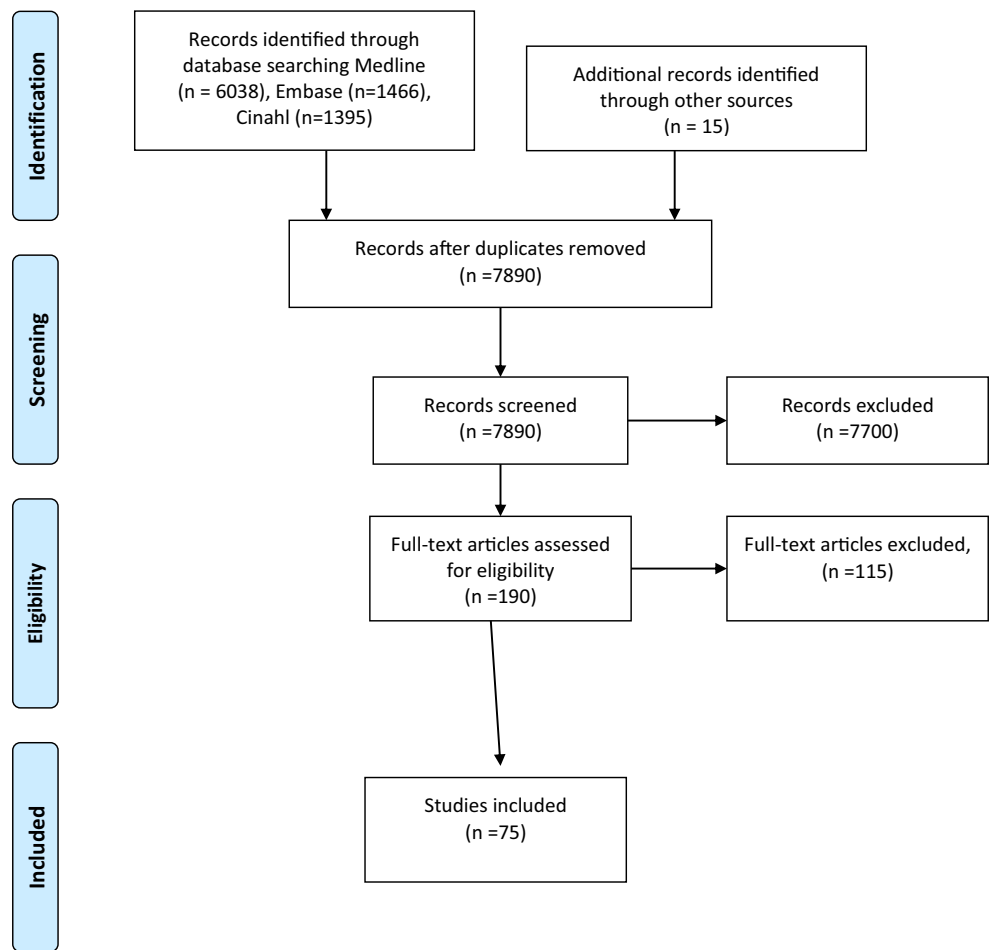 Identification
Records identified through
database searching Medline
(n = 6038), Embase (n=1466),
Cinahl (n=1395)
Additional records identified
through other sources
(n = 15)
Screening
Records after duplicates removed
(n =7890)
Records screened
(n =7890)
Records excluded
(n =7700)
Eligibility
Full-text articles assessed
for eligibility
(n =190)
Full-text articles excluded,
(n =115)
Included
Studies included
(n =75)